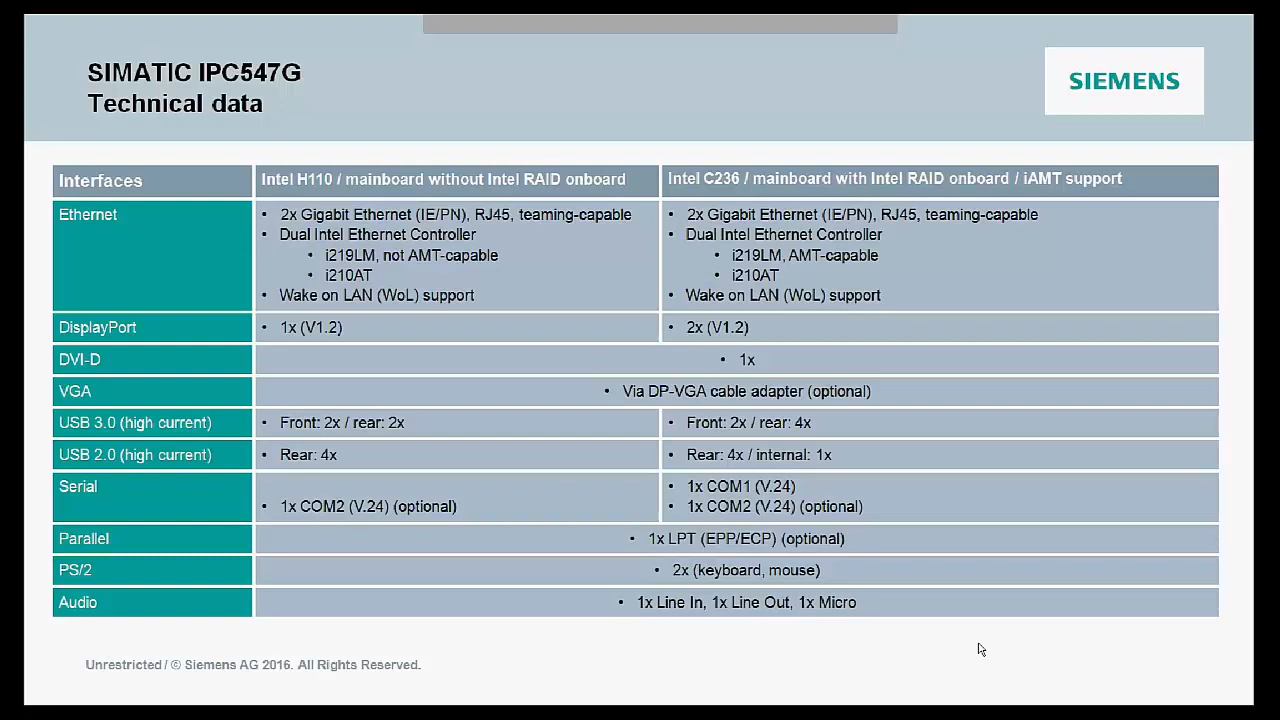 SIMATIC IPC547G
Technical data
SIEMENS
Interfaces
Intel H110 / mainboard without Intel RAID onboard
Intel C236 / mainboard with Intel RAID onboard / iAMT support
Ethernet
• 2x Gigabit Ethernet (IE/PN), RJ45, teaming-capable
• Dual Intel Ethernet Controller
• i219LM, not AMT-capable
• i210AT
• Wake on LAN (WoL) support
• 2x Gigabit Ethernet (IE/PN), RJ45, teaming-capable
• Dual Intel Ethernet Controller
• i219LM, AMT-capable
• i210AT
• Wake on LAN (WoL) support
DisplayPort
• 1x (V1.2)
• 2x (V1.2)
DVI-D
• 1x
VGA
• Via DP-VGA cable adapter (optional)
USB 3.0 (high current)
• Front: 2x / rear: 2x
• Front: 2x / rear: 4x
USB 2.0 (high current)
• Rear: 4x
• Rear: 4x / internal: 1x
Serial
• 1x COM2 (V.24) (optional)
• 1x COM1 (V.24)
• 1x COM2 (V.24) (optional)
Parallel
• 1x LPT (EPP/ECP) (optional)
PS/2
• 2x (keyboard, mouse)
Audio
• 1x Line In, 1x Line Out, 1x Micro
Unrestricted / © Siemens AG 2016. All Rights Reserved.